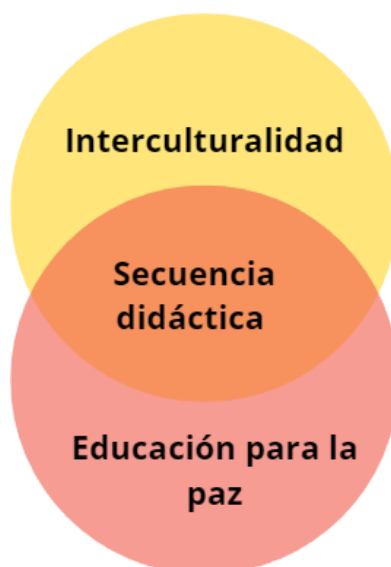 Interculturalidad
Secuencia
didáctica
Educación para la
paz